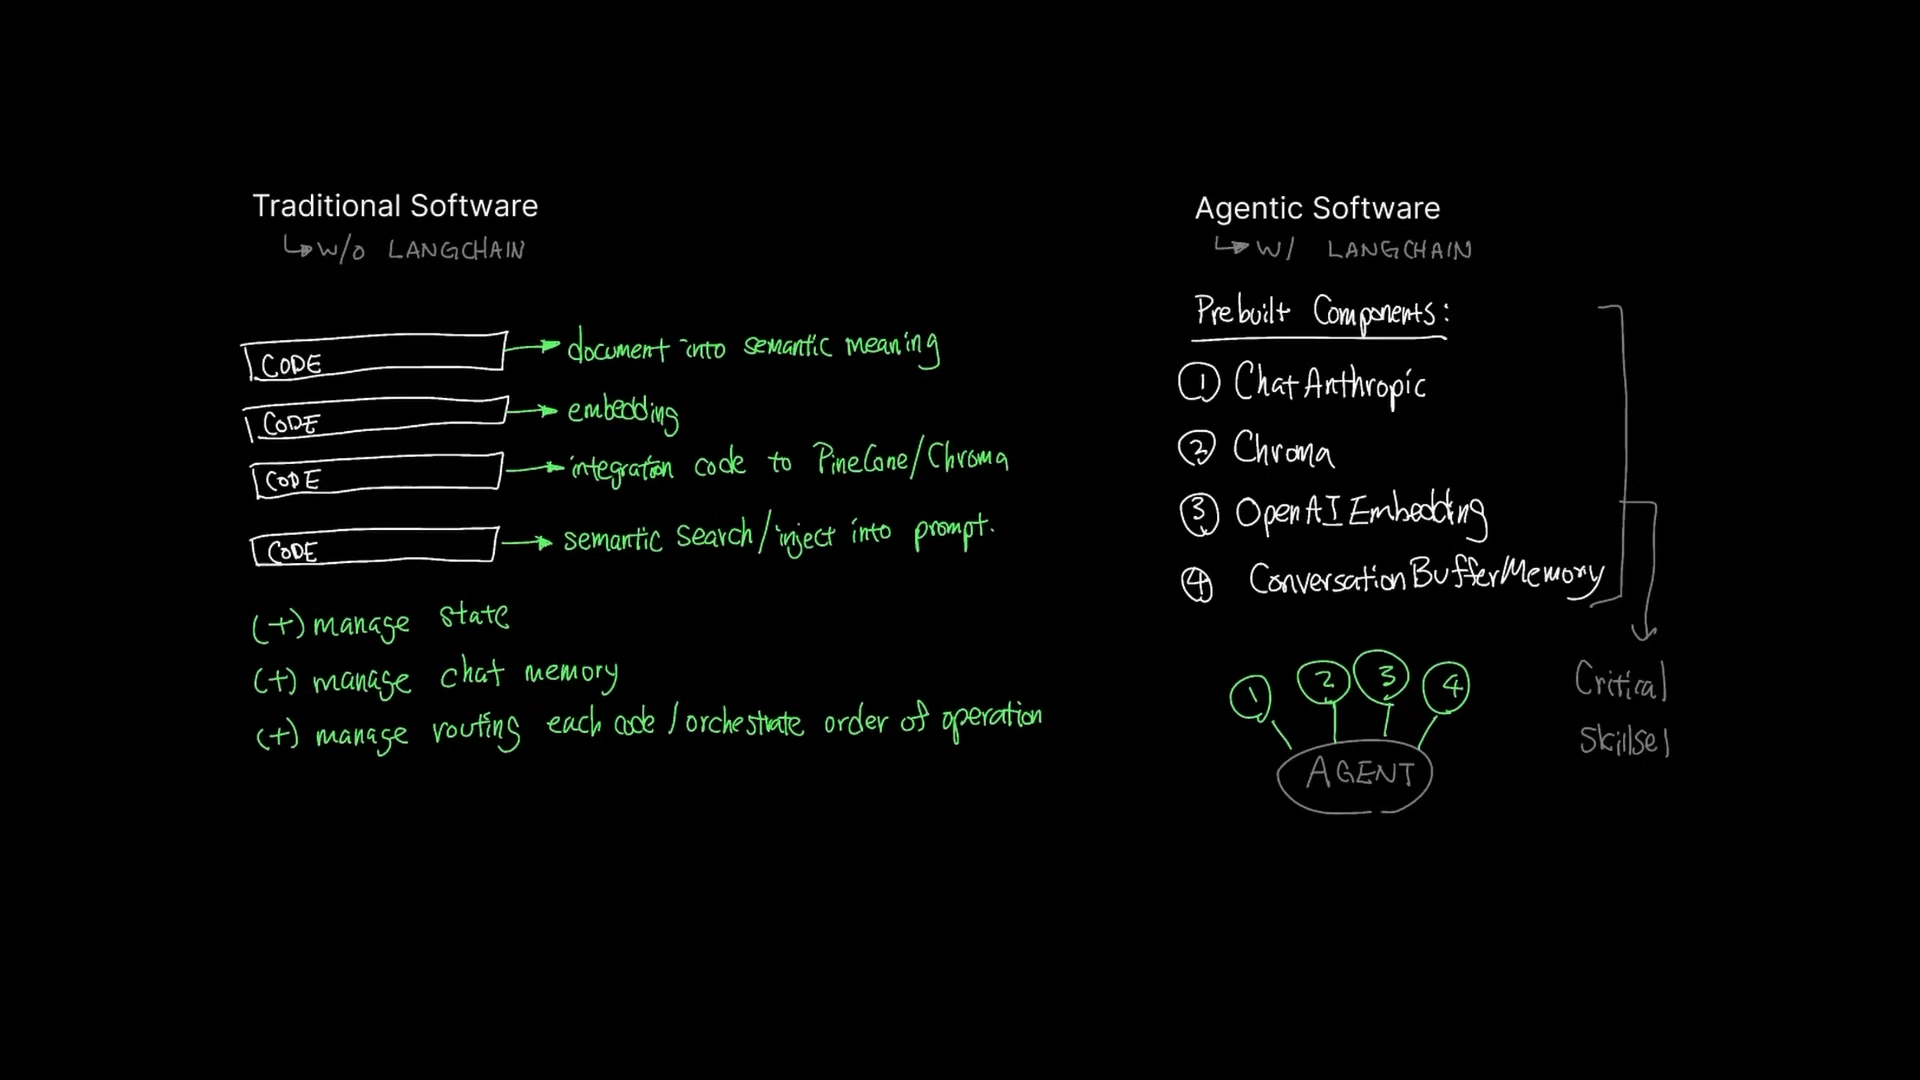 Traditional Software
w/o LANGCHAIN
CODE
document into semantic meaning
CODE
embedding
CODE
integration code to PineCone/Chroma
CODE
semantic search/inject into prompt.
(+) manage state
(+) manage chat memory
(+) manage routing each code / orchestrate order of operation
Agentic Software
W/ LANGCHAIN
Prebuilt Components:
1 ChatAnthropic
2 Chroma
3 OpenAIEmbedding
4 ConversationBufferMemory
1 2 3 4
AGENT
Critical
Skillset